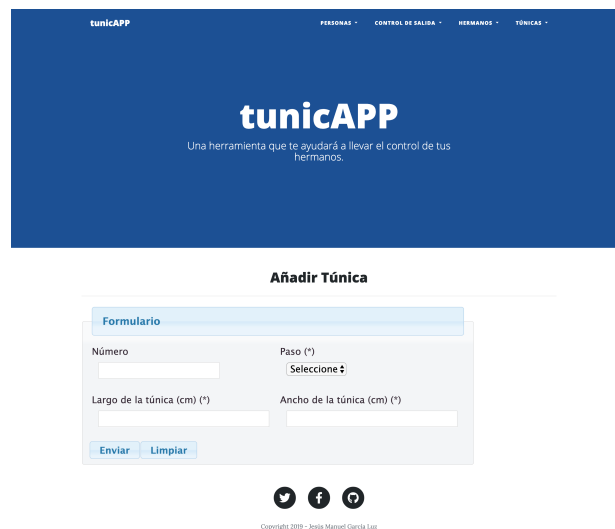 tunicAPP PERSONAS CONTROL DE SALIDA HERMANOS TÚNICAS
tunicAPP
Una herramienta que te ayudará a llevar el control de tus
hermanos.
Añadir Túnica
Formulario
Número Paso (*)
Seleccione
Largo de la túnica (cm) (*) Ancho de la túnica (cm) (*)
Enviar Limpiar
Copyright 2019 - Jesús Manuel García Luz